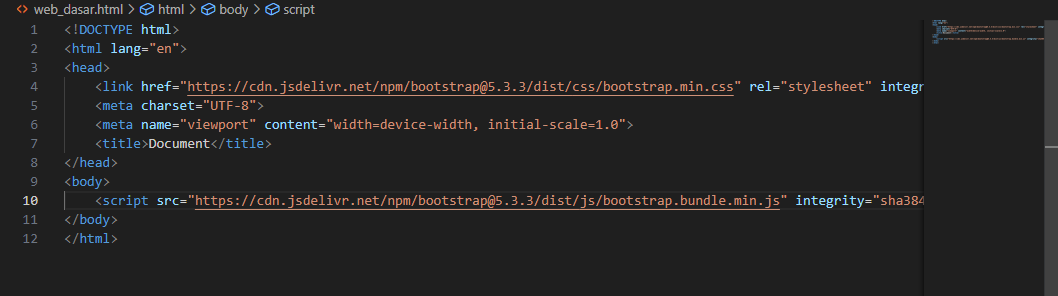 web_dasar.html > html > body > script
1 <!DOCTYPE html>
2 <html lang="en">
3 <head>
4 <link href="https://cdn.jsdelivr.net/npm/bootstrap@5.3.3/dist/css/bootstrap.min.css" rel="stylesheet" integr
5 <meta charset="UTF-8">
6 <meta name="viewport" content="width=device-width, initial-scale=1.0">
7 <title>Document</title>
8 </head>
9 <body>
10 <script src="https://cdn.jsdelivr.net/npm/bootstrap@5.3.3/dist/js/bootstrap.bundle.min.js" integrity="sha384
11 </body>
12 </html>